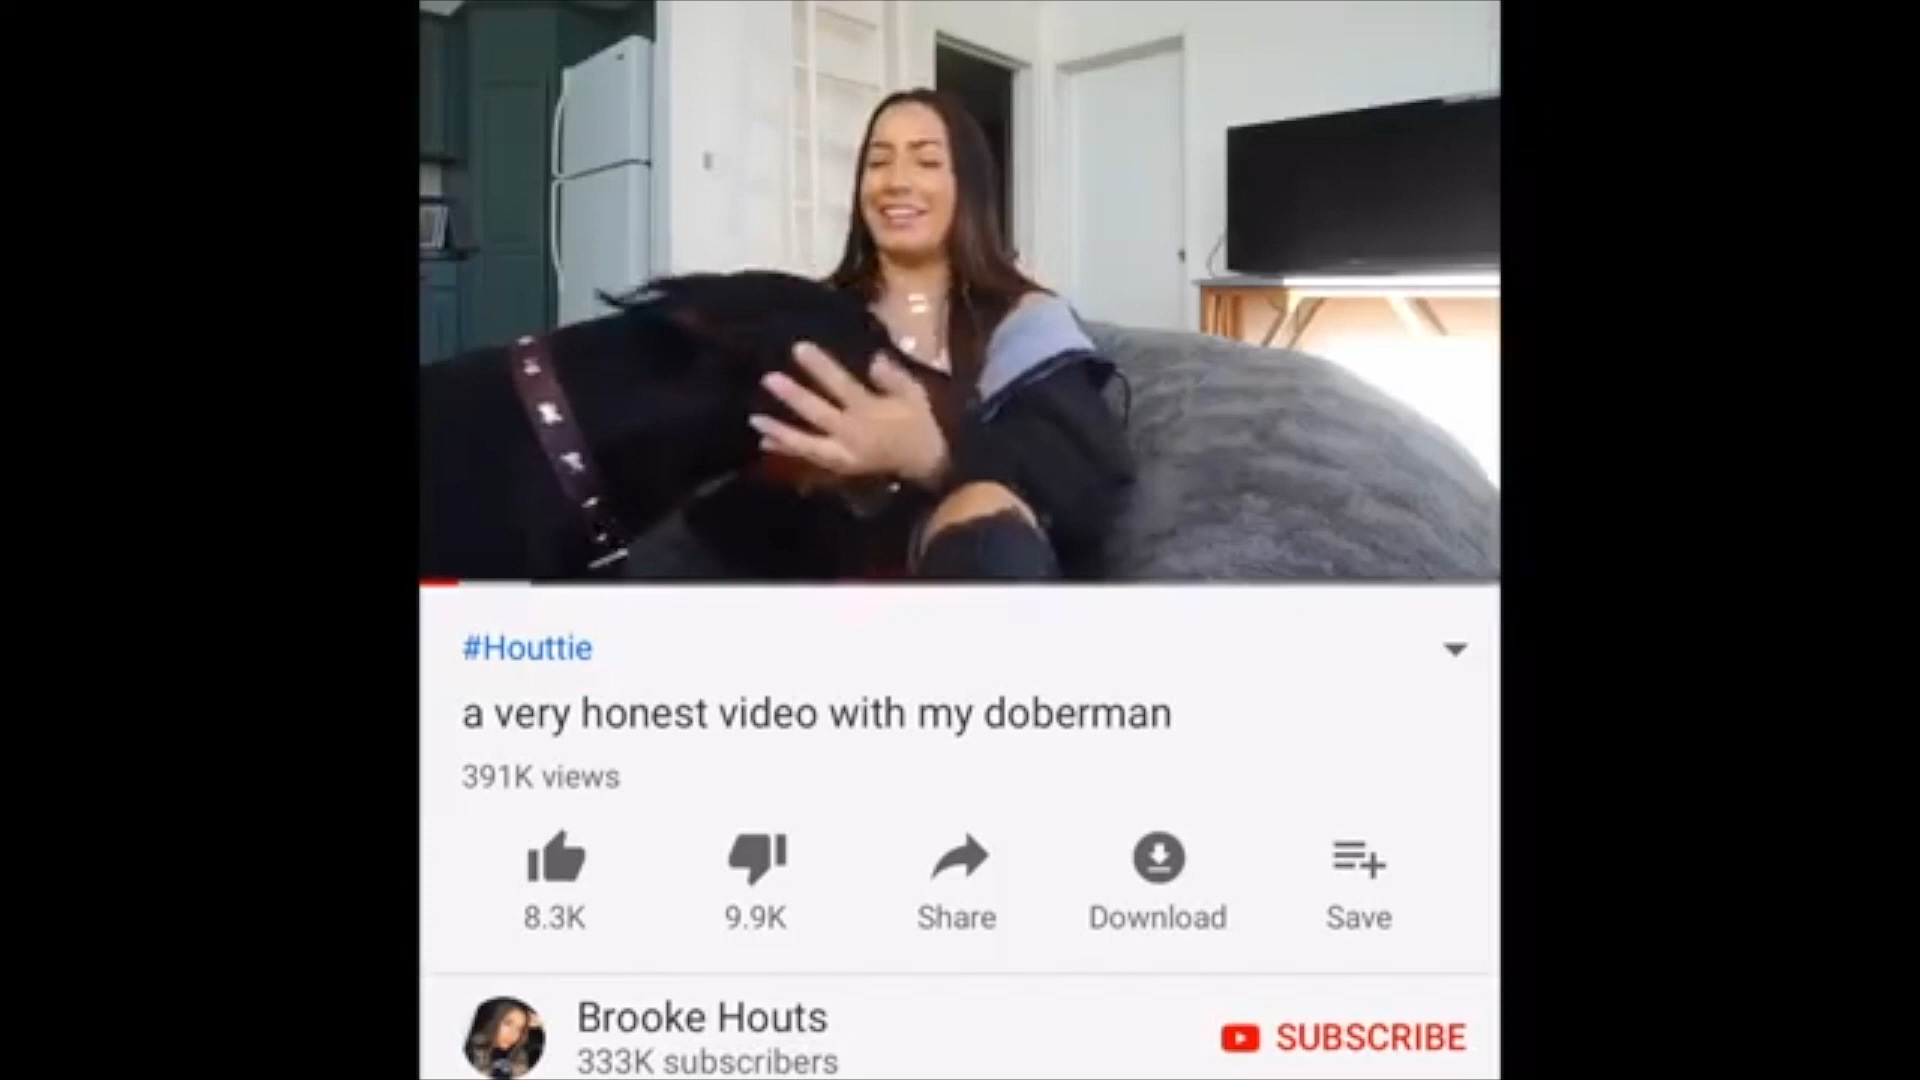 #Houttie
a very honest video with my doberman
391K views
8.3K 9.9K Share Download Save
Brooke Houts
SUBSCRIBE
333K subscribers